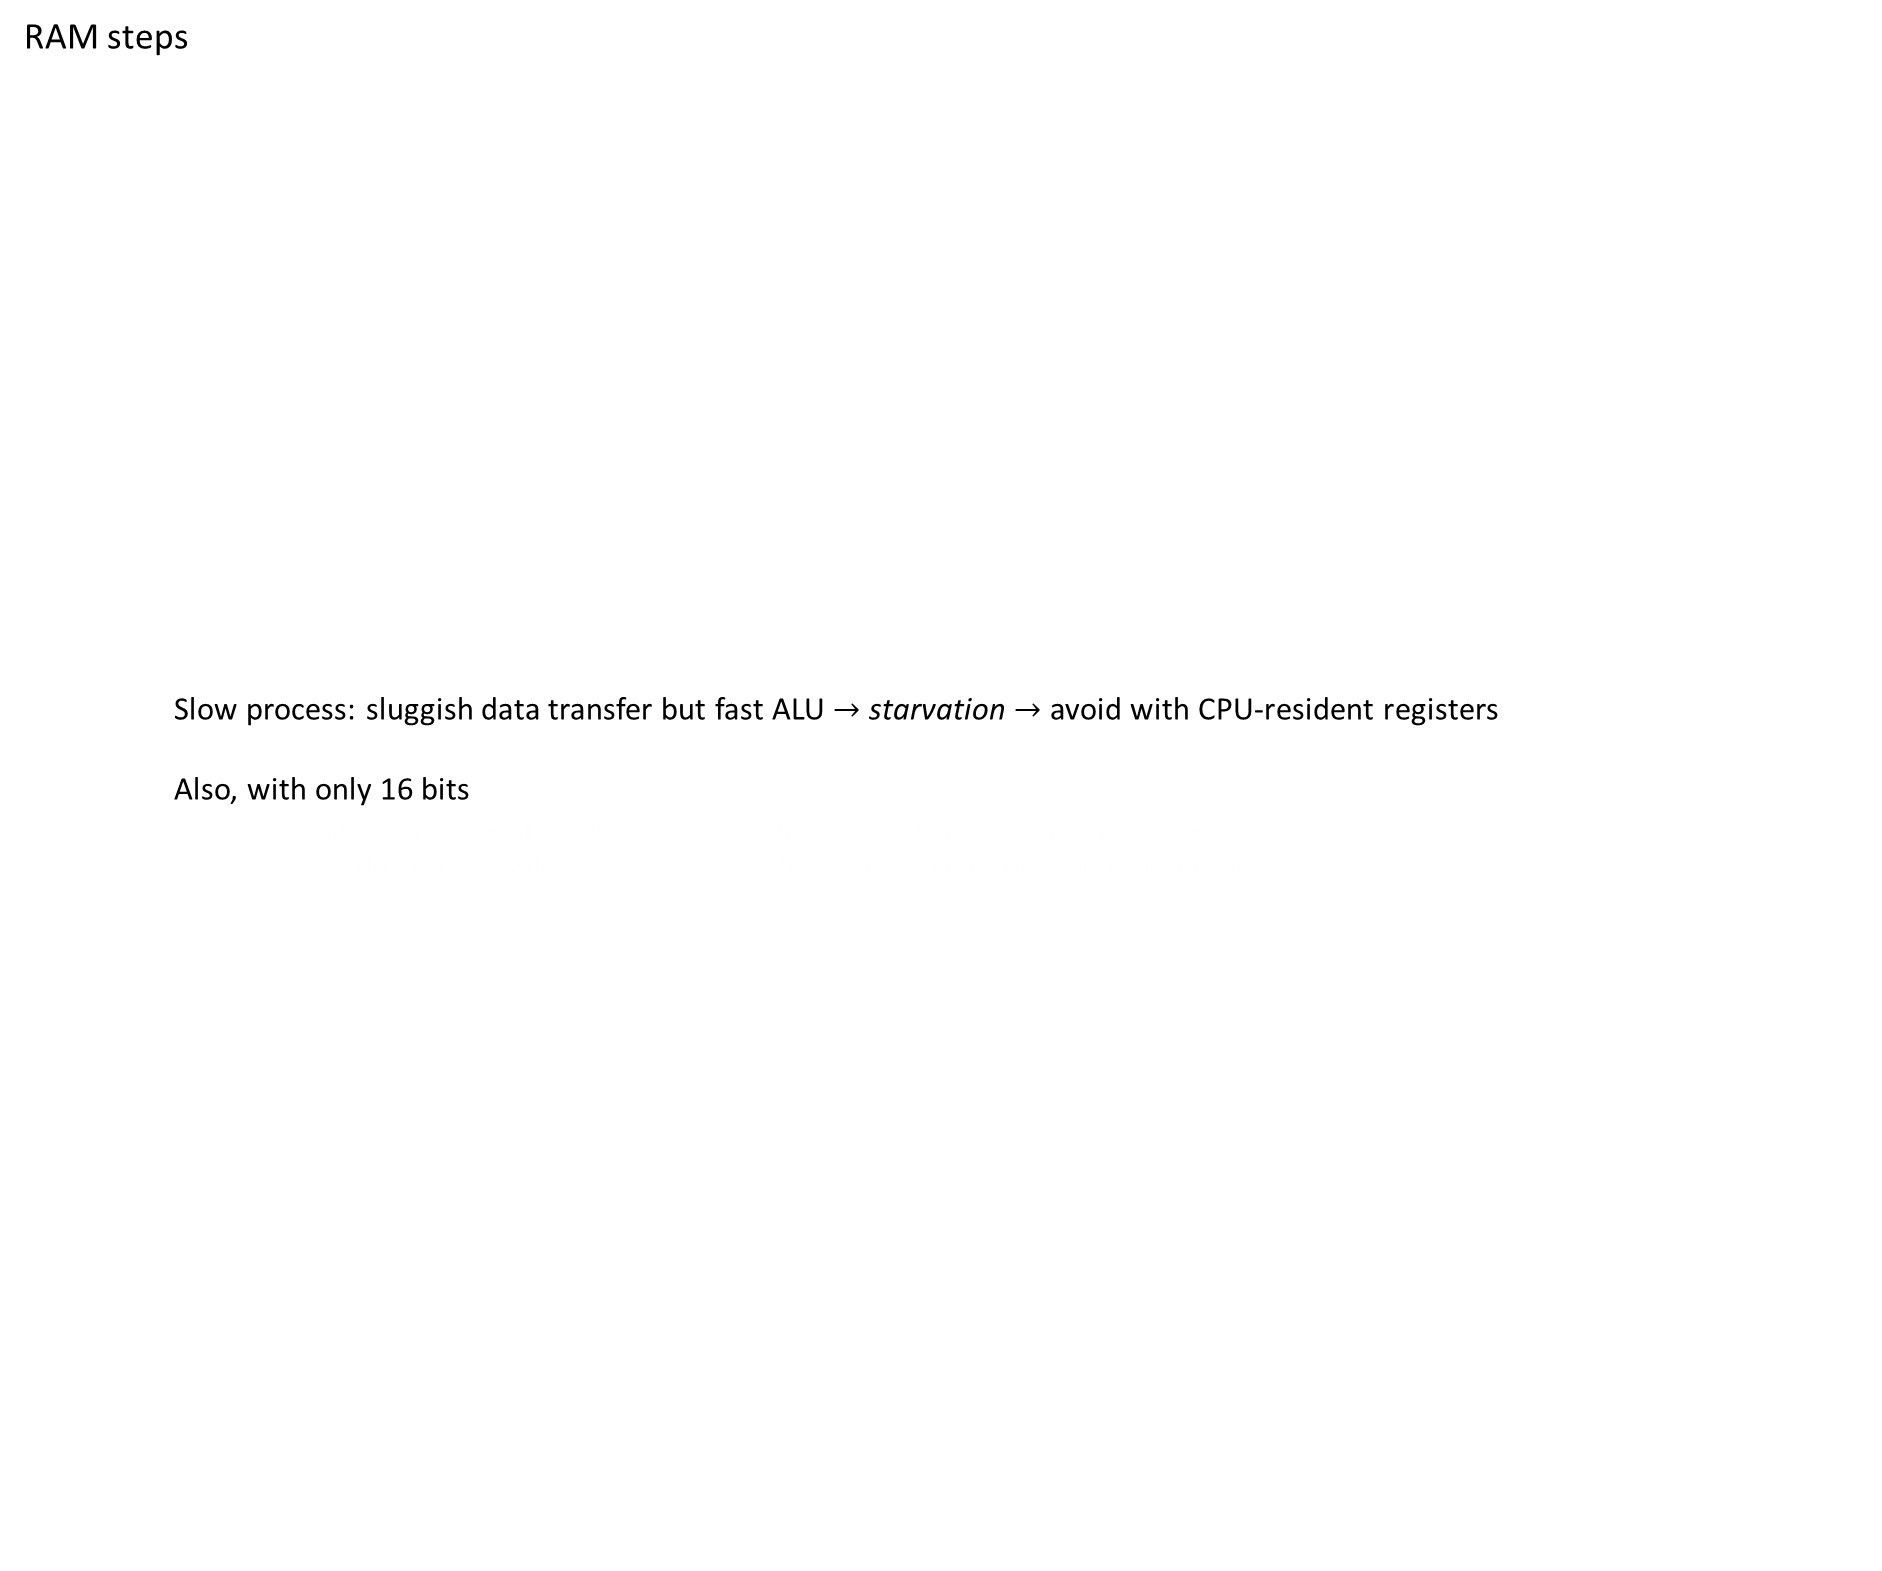 RAM steps
Slow process: sluggish data transfer but fast ALU → starvation → avoid with CPU-resident registers
Also, with only 16 bits